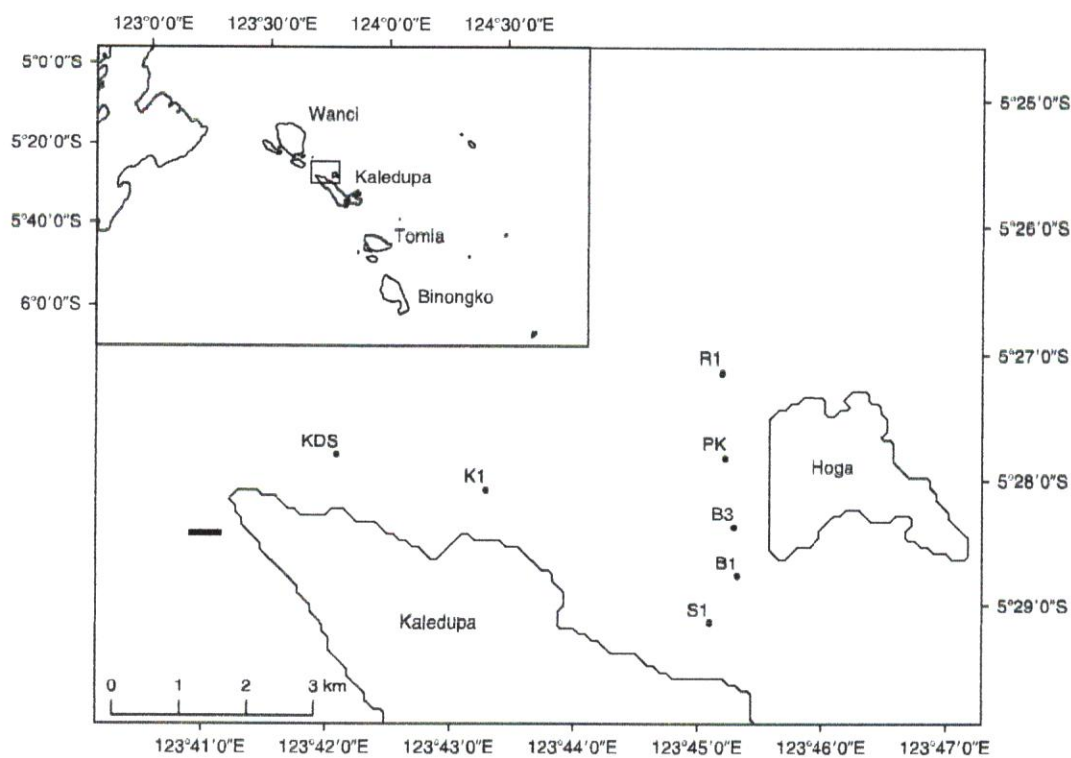 123°0′0″E 123°30′0″E 124°0′0″E 124°30′0″E
5°0′0″S
5°20′0″S
5°40′0″S
6°0′0″S
Wanci
Kaledupa
Tomia
Binongko
5°25′0″S
5°26′0″S
5°27′0″S
5°28′0″S
5°29′0″S
R1
KDS
PK
K1
Hoga
B3
B1
S1
Kaledupa
0 1 2 3 km
123°41′0″E 123°42′0″E 123°43′0″E 123°44′0″E 123°45′0″E 123°46′0″E 123°47′0″E